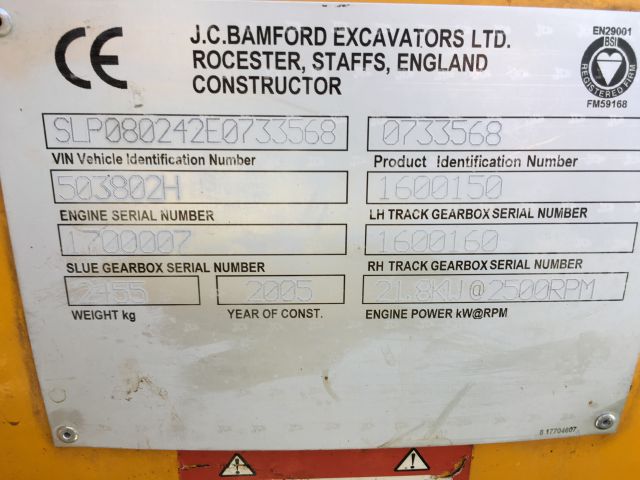 CE
J.C.BAMFORD EXCAVATORS LTD.
ROCESTER, STAFFS, ENGLAND
CONSTRUCTOR
EN29001
BSI
REGISTERED FIRM
FM59168
SLP080242E0733568 0733568
VIN Vehicle Identification Number Product Identification Number
503802H 1600150
ENGINE SERIAL NUMBER LH TRACK GEARBOX SERIAL NUMBER
1700007 1600160
SLUE GEARBOX SERIAL NUMBER RH TRACK GEARBOX SERIAL NUMBER
2455 2005 21.8KW@2500RPM
WEIGHT kg YEAR OF CONST. ENGINE POWER kW@RPM